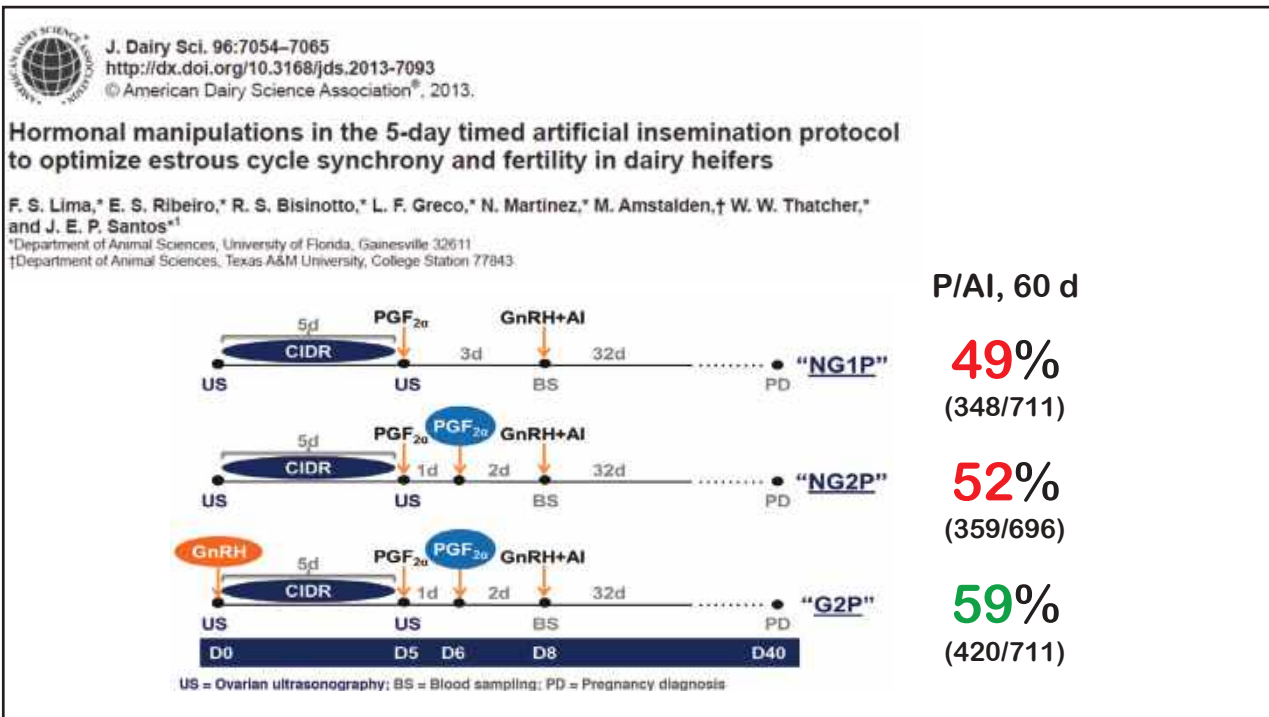 AMERICAN DAIRY SCIENCE ASSOCIATION
J. Dairy Sci. 96:7054–7065
http://dx.doi.org/10.3168/jds.2013-7093
© American Dairy Science Association®, 2013.
Hormonal manipulations in the 5-day timed artificial insemination protocol
to optimize estrous cycle synchrony and fertility in dairy heifers
F. S. Lima,* E. S. Ribeiro,* R. S. Bisinotto,* L. F. Greco,* N. Martinez,* M. Amstalden,† W. W. Thatcher,*
and J. E. P. Santos*¹
*Department of Animal Sciences, University of Florida, Gainesville 32611
†Department of Animal Sciences, Texas A&M University, College Station 77843
P/AI, 60 d
5d PGF2α GnRH+AI
CIDR 3d 32d
"NG1P" 49%
US US BS PD
(348/711)
5d PGF2α PGF2α GnRH+AI
CIDR 1d 2d 32d
"NG2P" 52%
US US BS PD
(359/696)
GnRH 5d PGF2α PGF2α GnRH+AI
CIDR 1d 2d 32d
"G2P" 59%
US US BS PD
(420/711)
D0 D5 D6 D8 D40
US = Ovarian ultrasonography; BS = Blood sampling; PD = Pregnancy diagnosis